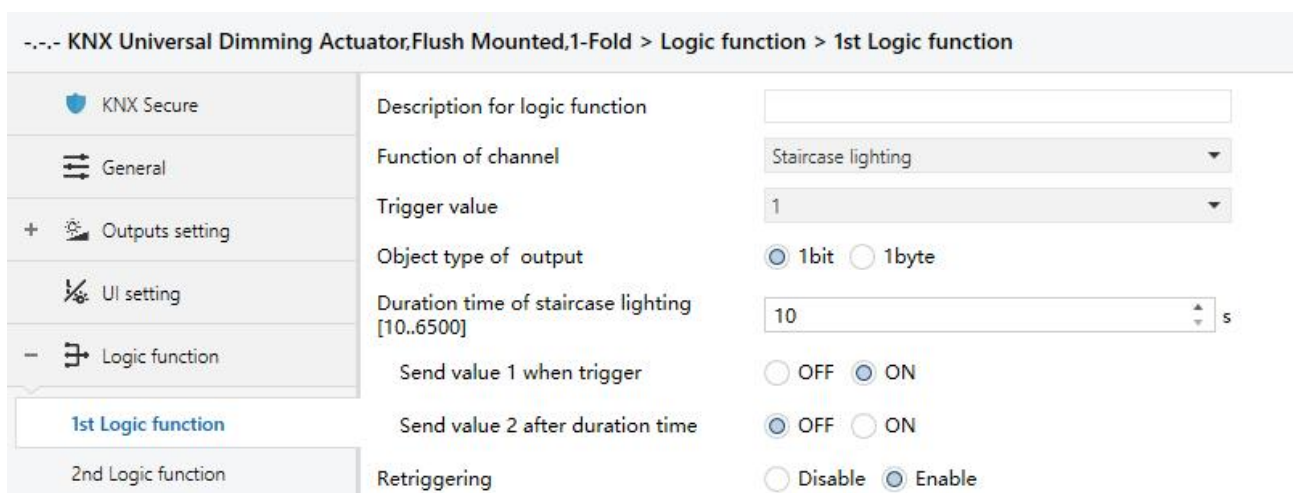 -.-.- KNX Universal Dimming Actuator,Flush Mounted,1-Fold > Logic function > 1st Logic function
KNX Secure
General
+ Outputs setting
UI setting
- Logic function
1st Logic function
2nd Logic function
Description for logic function
Function of channel Staircase lighting
Trigger value 1
Object type of output 1bit 1byte
Duration time of staircase lighting
[10..6500] 10 s
Send value 1 when trigger OFF ON
Send value 2 after duration time OFF ON
Retriggering Disable Enable